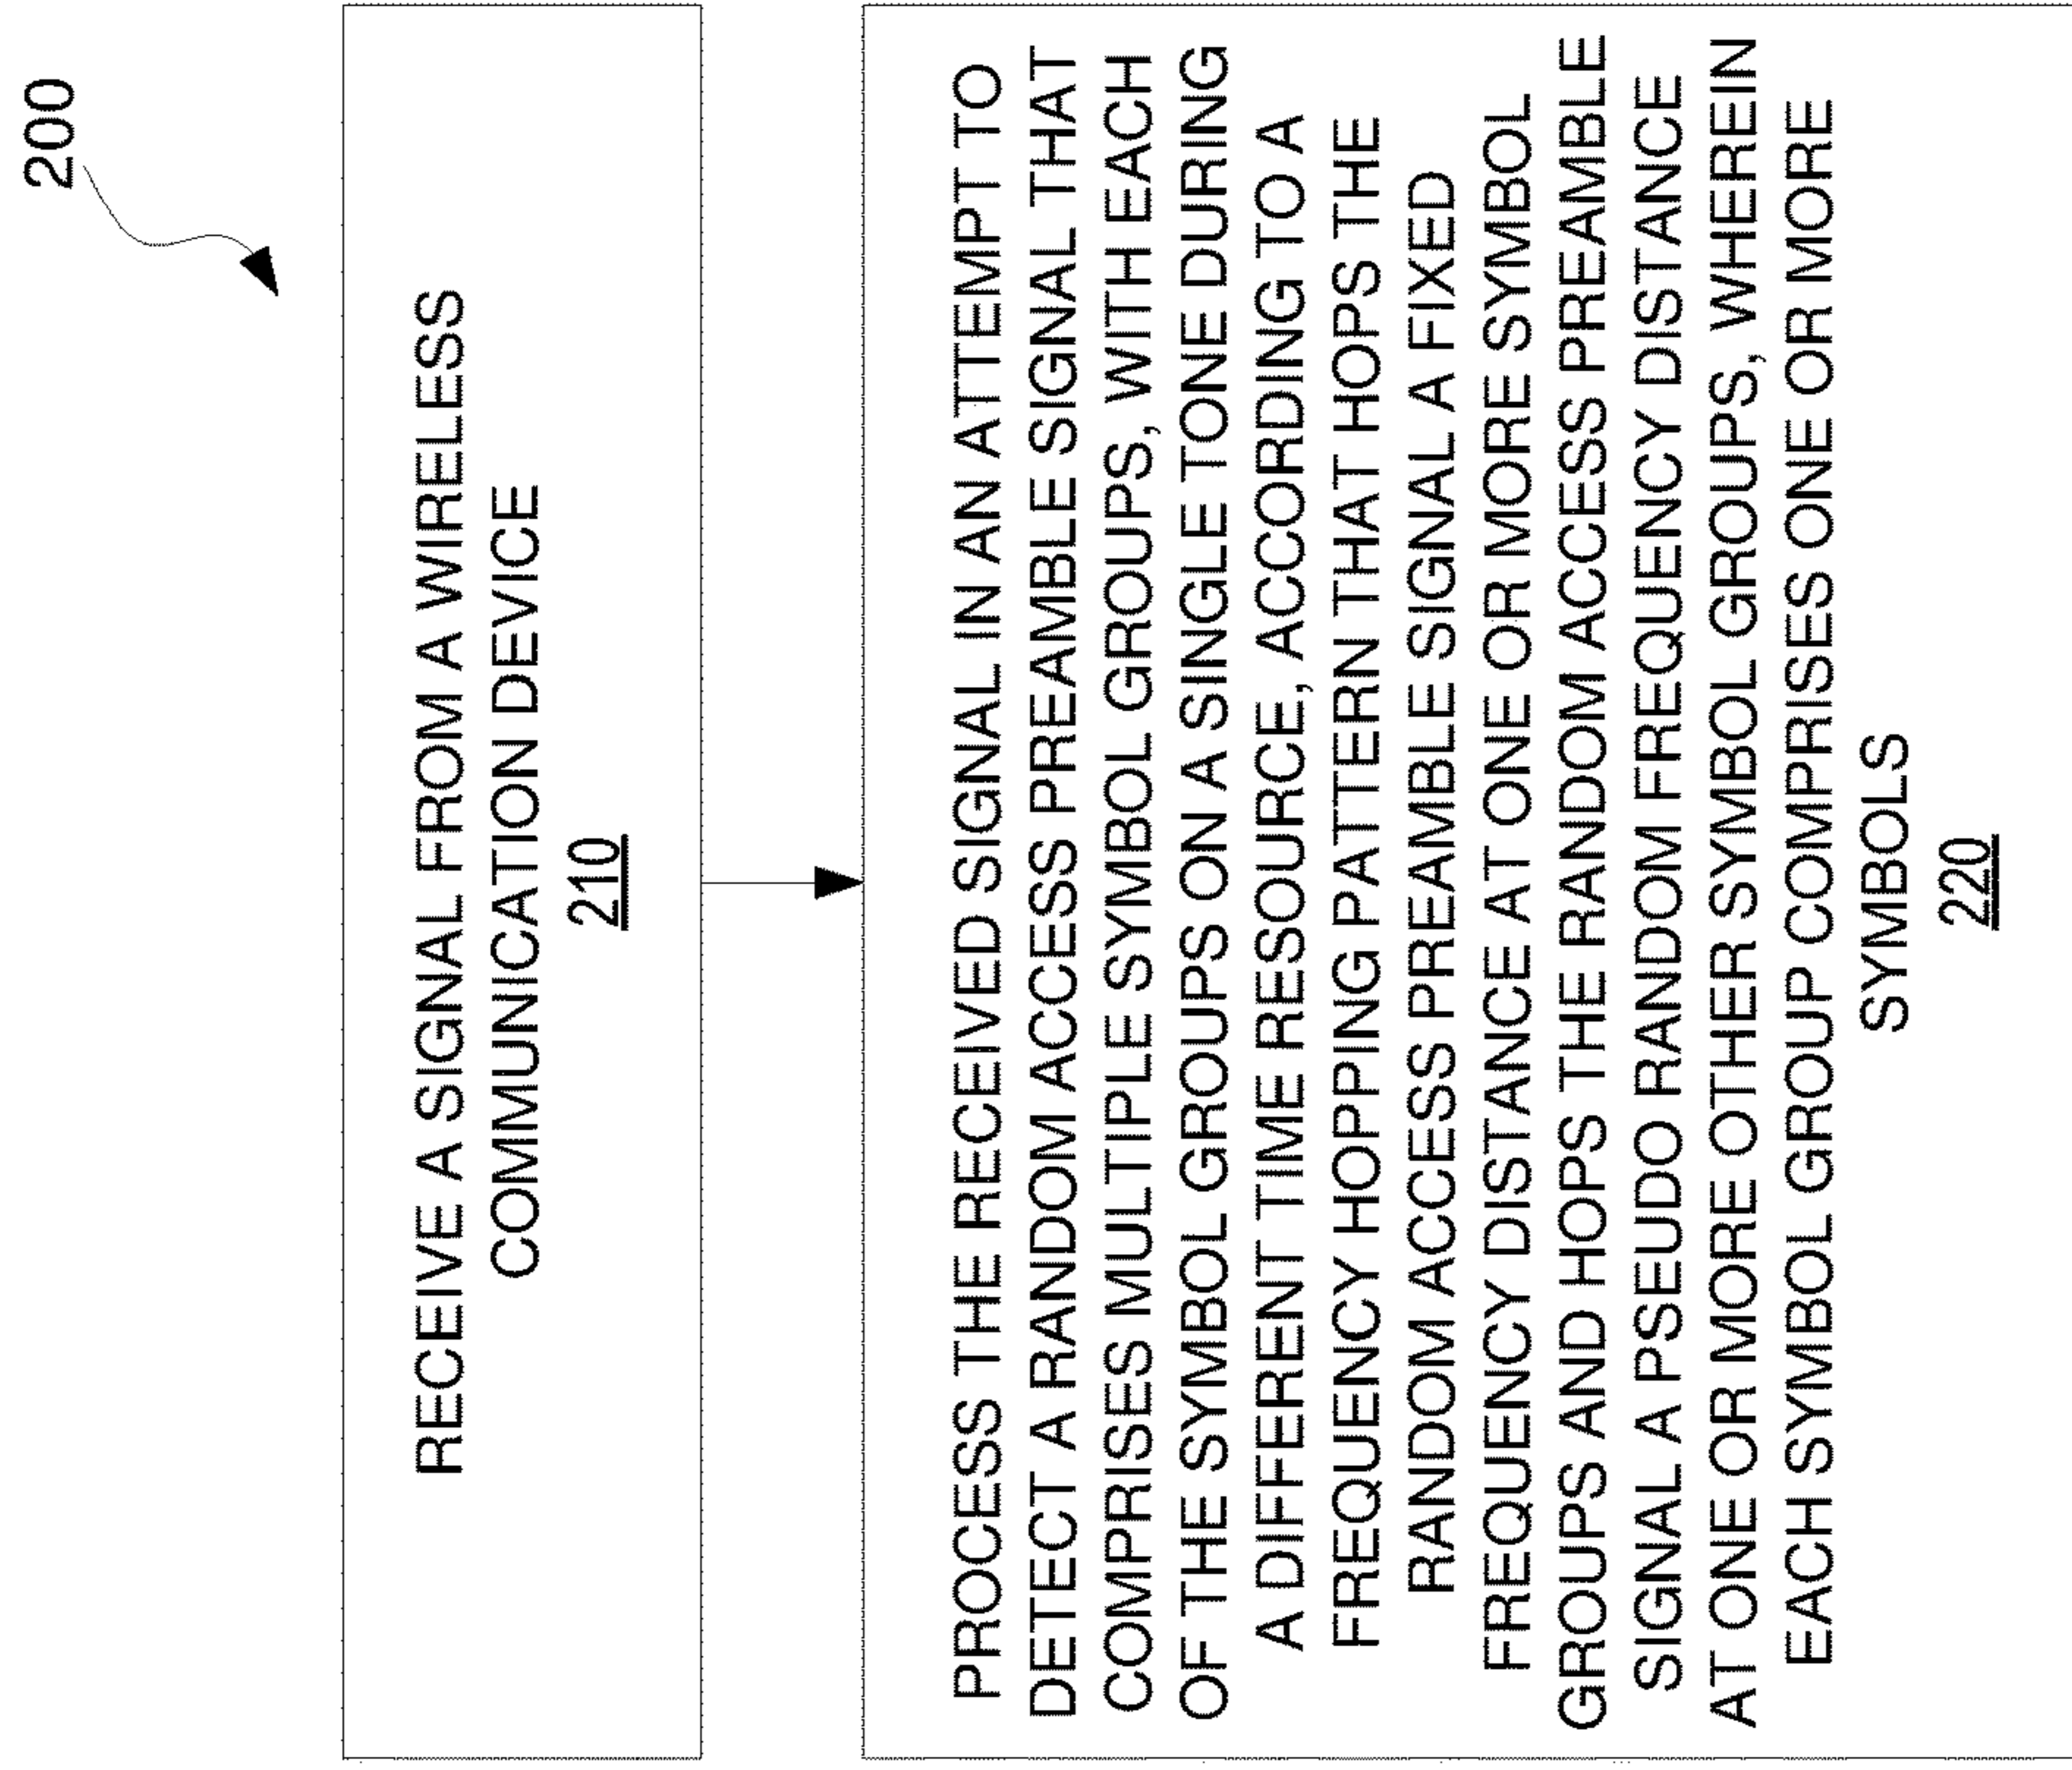 200
RECEIVE A SIGNAL FROM A WIRELESS
COMMUNICATION DEVICE
210
PROCESS THE RECEIVED SIGNAL IN AN ATTEMPT TO
DETECT A RANDOM ACCESS PREAMBLE SIGNAL THAT
COMPRISES MULTIPLE SYMBOL GROUPS, WITH EACH
OF THE SYMBOL GROUPS ON A SINGLE TONE DURING
A DIFFERENT TIME RESOURCE, ACCORDING TO A
FREQUENCY HOPPING PATTERN THAT HOPS THE
RANDOM ACCESS PREAMBLE SIGNAL A FIXED
FREQUENCY DISTANCE AT ONE OR MORE SYMBOL
GROUPS AND HOPS THE RANDOM ACCESS PREAMBLE
SIGNAL A PSEUDO RANDOM FREQUENCY DISTANCE
AT ONE OR MORE OTHER SYMBOL GROUPS, WHEREIN
EACH SYMBOL GROUP COMPRISES ONE OR MORE
SYMBOLS
220